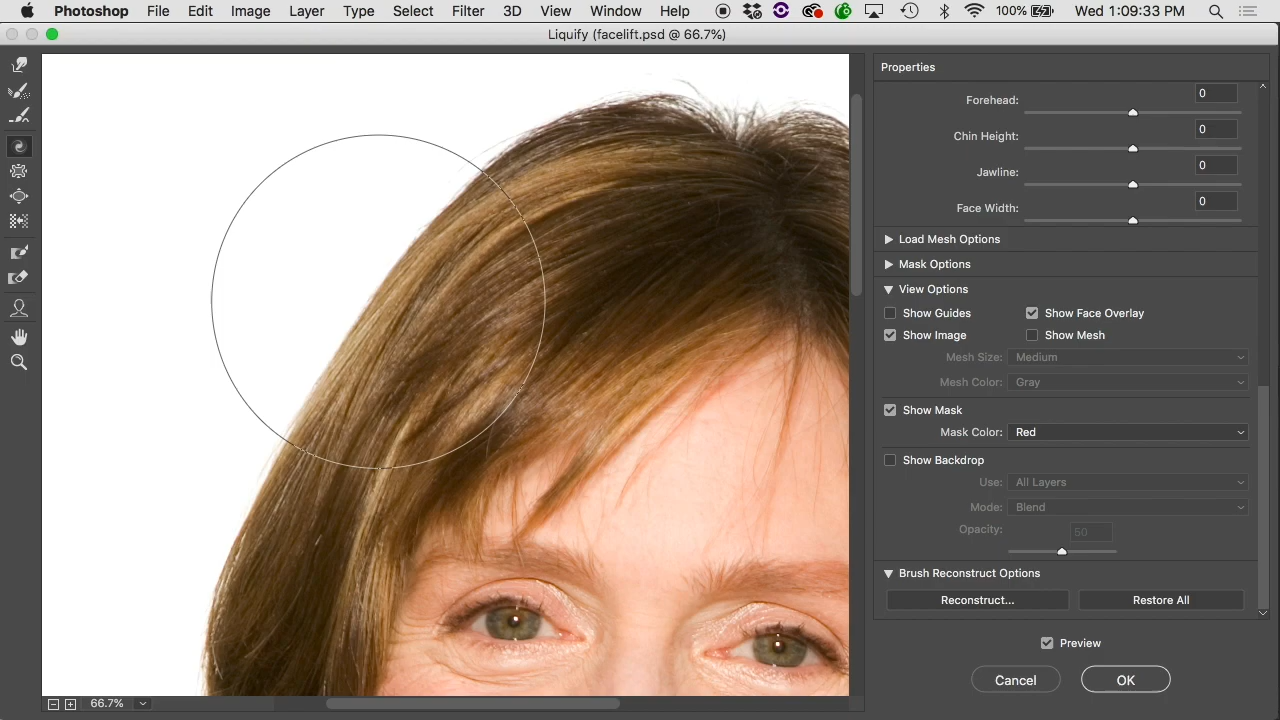 Photoshop File Edit Image Layer Type Select Filter 3D View Window Help 100% Wed 1:09:33 PM
Liquify (facelift.psd @ 66.7%)
Properties
Forehead: 0
Chin Height: 0
Jawline: 0
Face Width: 0
Load Mesh Options
Mask Options
View Options
Show Guides Show Face Overlay
Show Image Show Mesh
Mesh Size: Medium
Mesh Color: Gray
Show Mask
Mask Color: Red
Show Backdrop
Use: All Layers
Mode: Blend
Opacity: 50
Brush Reconstruct Options
Reconstruct... Restore All
Preview
Cancel OK
66.7%